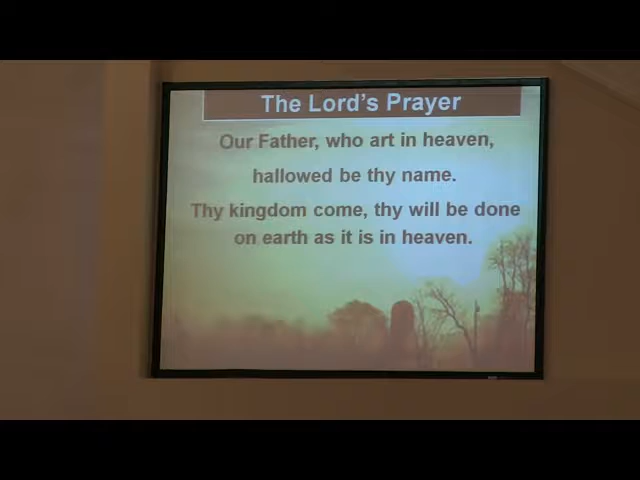 The Lord's Prayer
Our Father, who art in heaven,
hallowed be thy name.
Thy kingdom come, thy will be done
on earth as it is in heaven.